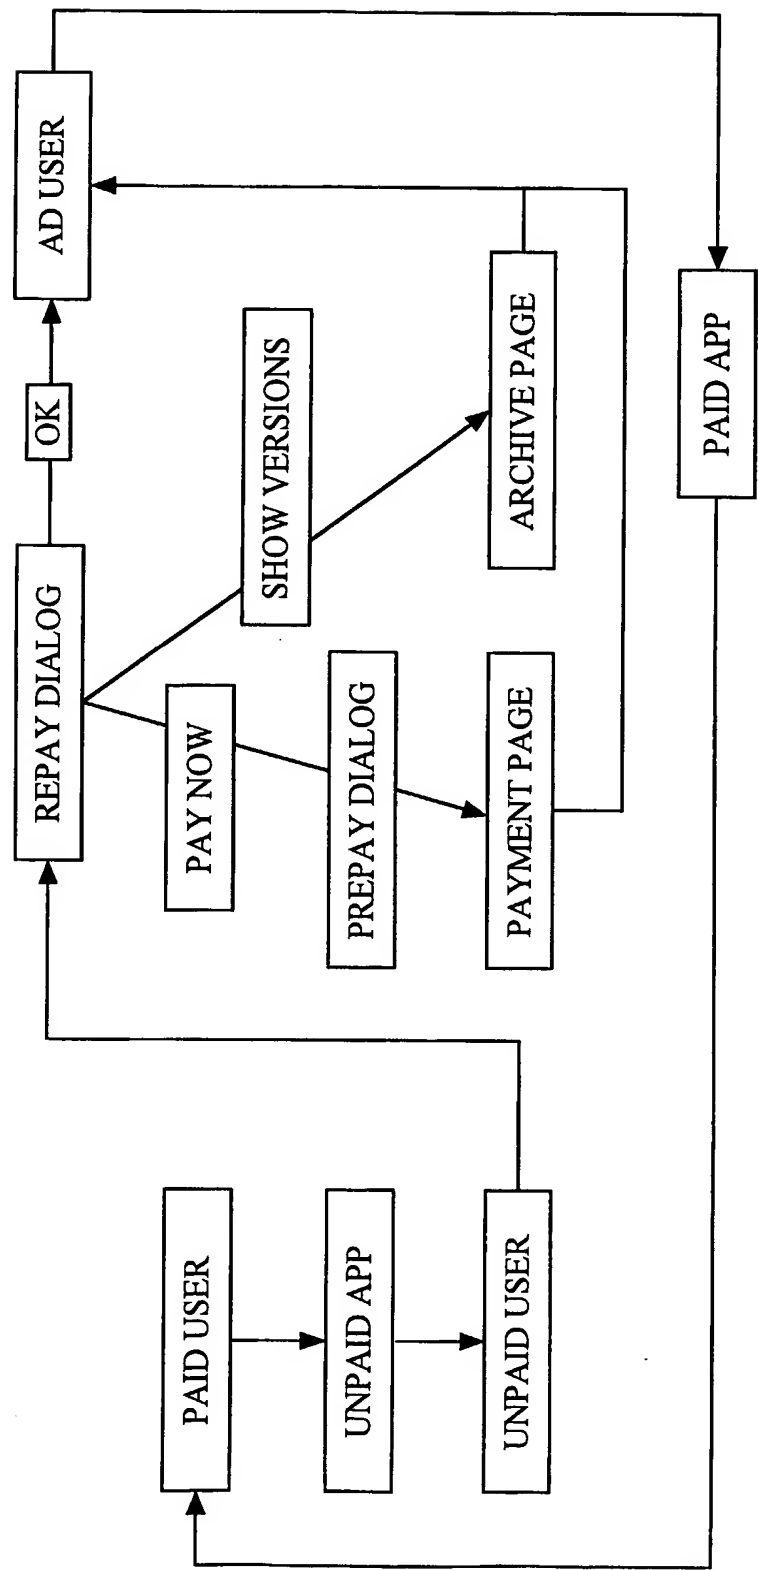 REPAY DIALOG
OK
AD USER
PAID USER
PAY NOW
SHOW VERSIONS
UNPAID APP
PREPAY DIALOG
UNPAID USER
PAYMENT PAGE
ARCHIVE PAGE
PAID APP